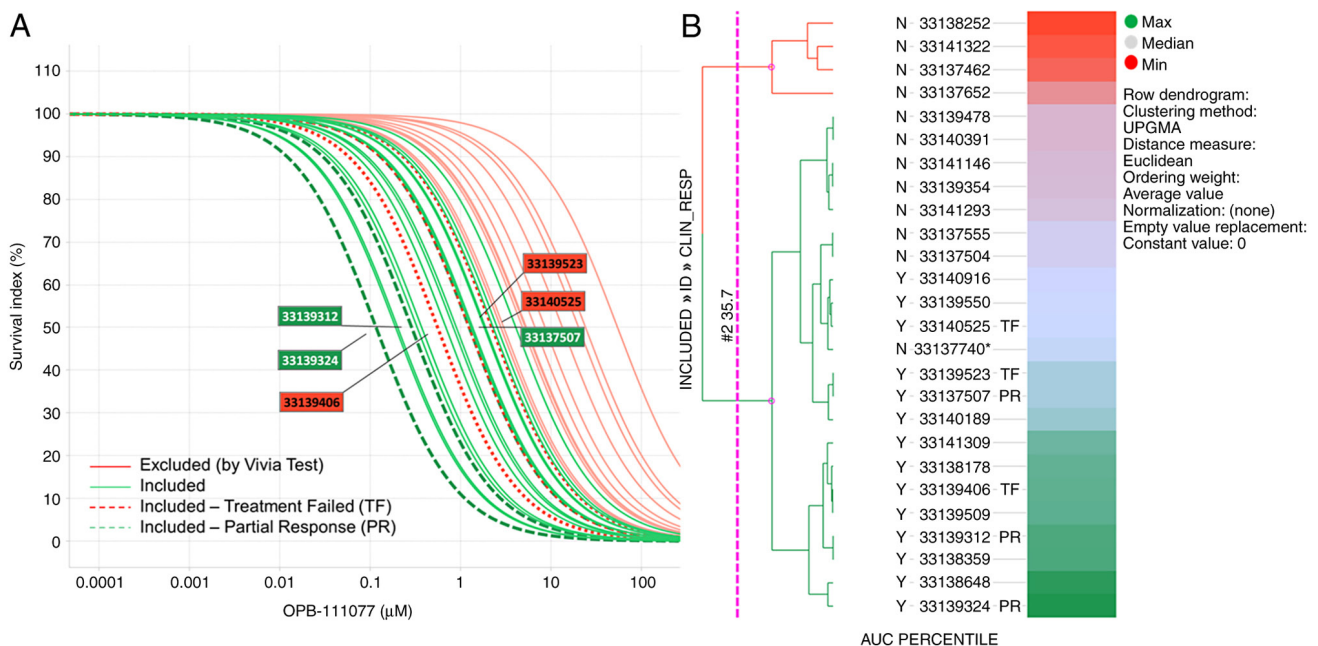 A
110
100
90
80
70
60
50
40
30
20
10
0
Survival index (%)
33139523
33140525
33137507
33139312
33139324
33139406
Excluded (by Vivia Test)
Included
Included – Treatment Failed (TF)
Included – Partial Response (PR)
0.0001
0.001
0.01
0.1
1
10
100
OPB-111077 (μM)
B
INCLUDED » ID » CLIN_RESP
#2 35.7
N 33138252
N 33141322
N 33137462
N 33137652
N 33139478
N 33140391
N 33141146
N 33139354
N 33141293
N 33137555
N 33137504
Y 33140916
Y 33139550
Y 33140525 TF
N 33137740*
Y 33139523 TF
Y 33137507 PR
Y 33140189
Y 33141309
Y 33138178
Y 33139406 TF
Y 33139509
Y 33139312 PR
Y 33138359
Y 33138648
Y 33139324 PR
AUC PERCENTILE
Max
Median
Min
Row dendrogram:
Clustering method:
UPGMA
Distance measure:
Euclidean
Ordering weight:
Average value
Normalization: (none)
Empty value replacement:
Constant value: 0